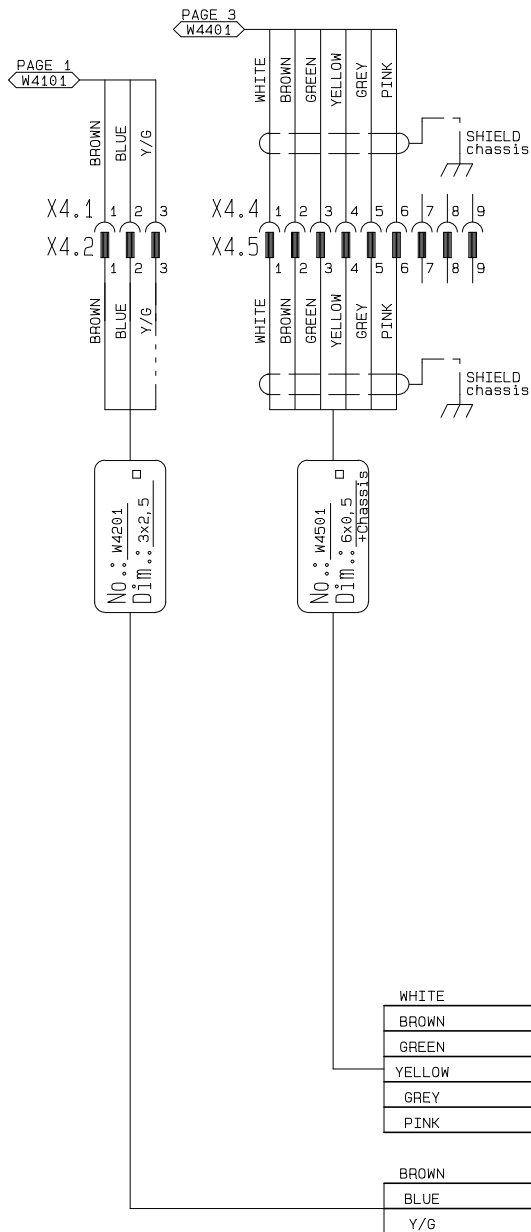 PAGE 3
W4401
PAGE 1
W4101
WHITE
BROWN
GREEN
YELLOW
GREY
PINK
BROWN
BLUE
Y/G
SHIELD
chassis
X4.1 1 2 3
X4.4 1 2 3 4 5 6 7 8 9
X4.2 1 2 3
X4.5 1 2 3 4 5 6 7 8 9
BROWN
BLUE
Y/G
WHITE
BROWN
GREEN
YELLOW
GREY
PINK
SHIELD
chassis
No.: W4201
Dim.: 3x2,5
No.: W4501
Dim.: 6x0,5
+Chassis
WHITE
BROWN
GREEN
YELLOW
GREY
PINK
BROWN
BLUE
Y/G